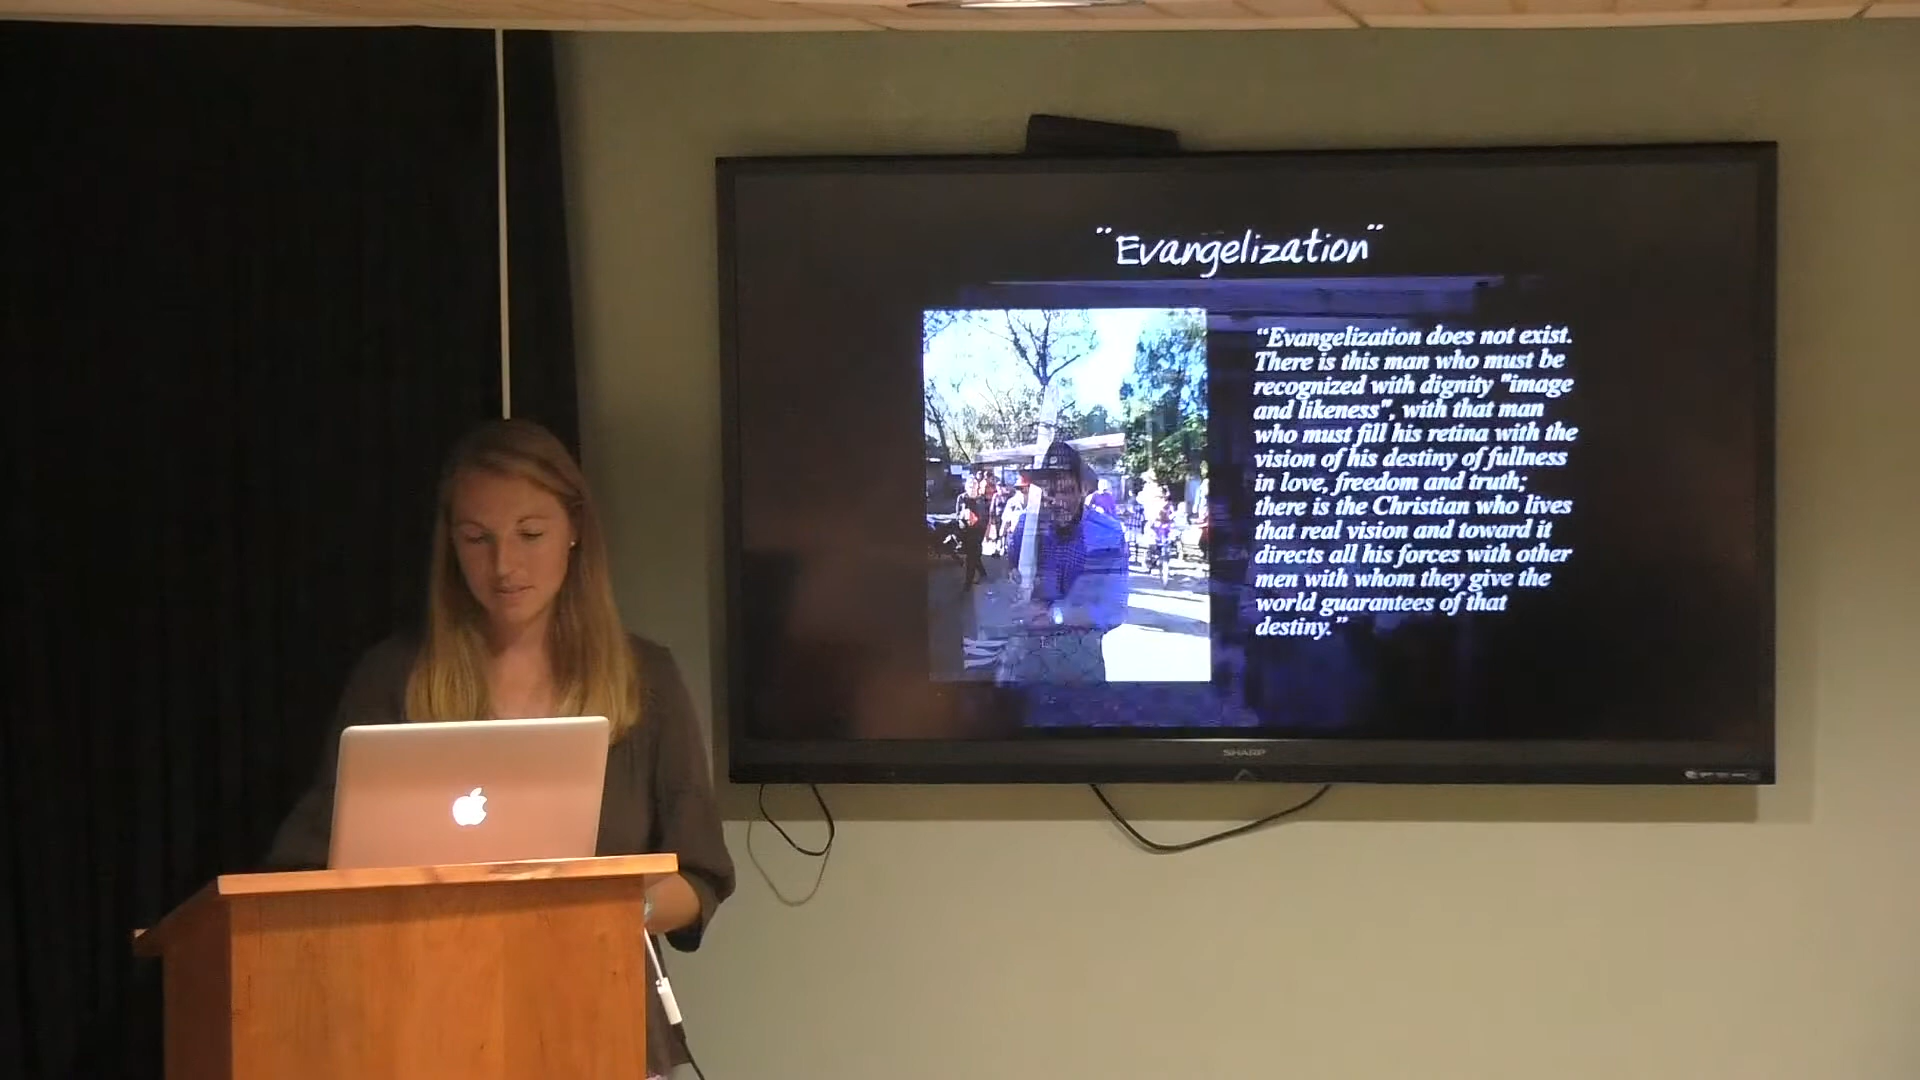 "Evangelization"
“Evangelization does not exist.
There is this man who must be
recognized with dignity "image
and likeness", with that man
who must fill his retina with the
vision of his destiny of fullness
in love, freedom and truth;
there is the Christian who lives
that real vision and toward it
directs all his forces with other
men with whom they give the
world guarantees of that
destiny.”
SHARP